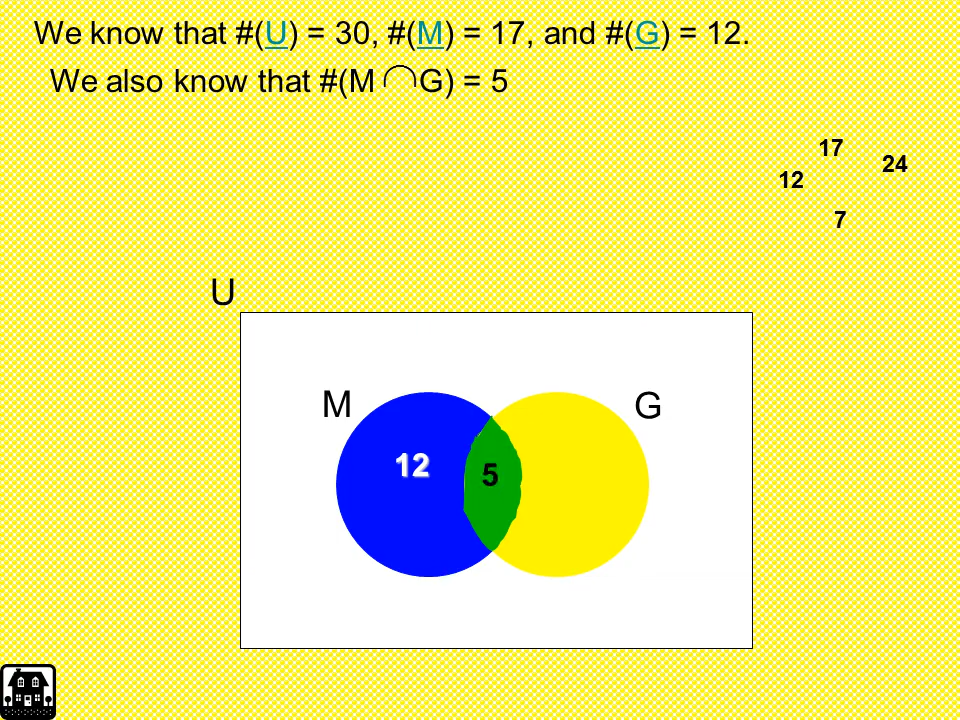 We know that #(U) = 30, #(M) = 17, and #(G) = 12.
We also know that #(M ⌒ G) = 5
17
24
12
7
U
M
G
12
5